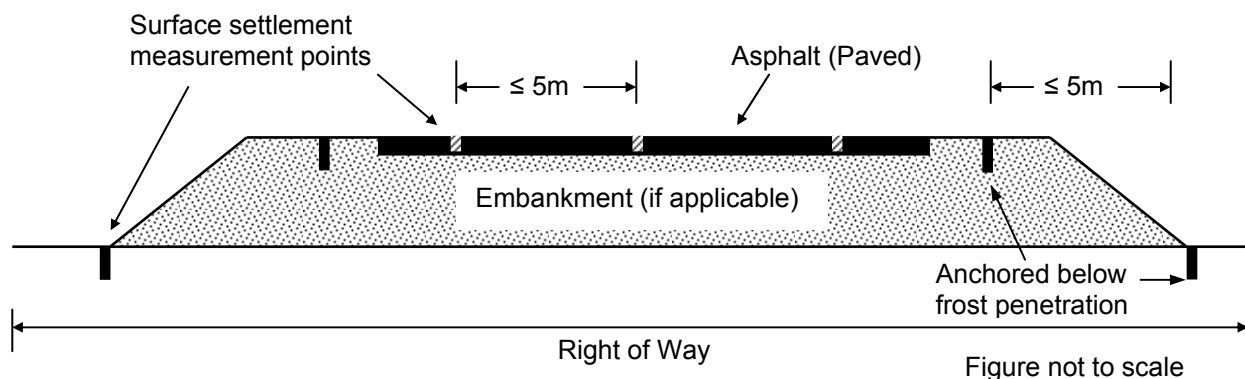 Surface settlement
measurement points
Asphalt (Paved)
≤ 5m
≤ 5m
Embankment (if applicable)
Anchored below
frost penetration
Right of Way
Figure not to scale